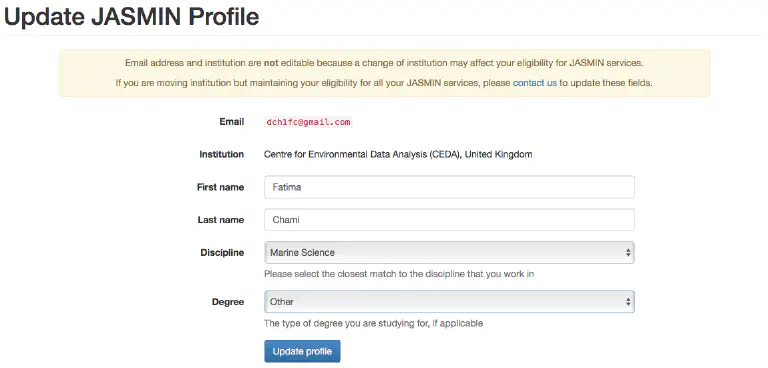 Update JASMIN Profile
Email address and institution are not editable because a change of institution may affect your eligibility for JASMIN services.
If you are moving institution but maintaining your eligibility for all your JASMIN services, please contact us to update these fields.
Email dch1fc@gmail.com
Institution Centre for Environmental Data Analysis (CEDA), United Kingdom
First name Fatima
Last name Chami
Discipline Marine Science
Please select the closest match to the discipline that you work in
Degree Other
The type of degree you are studying for, if applicable
Update profile